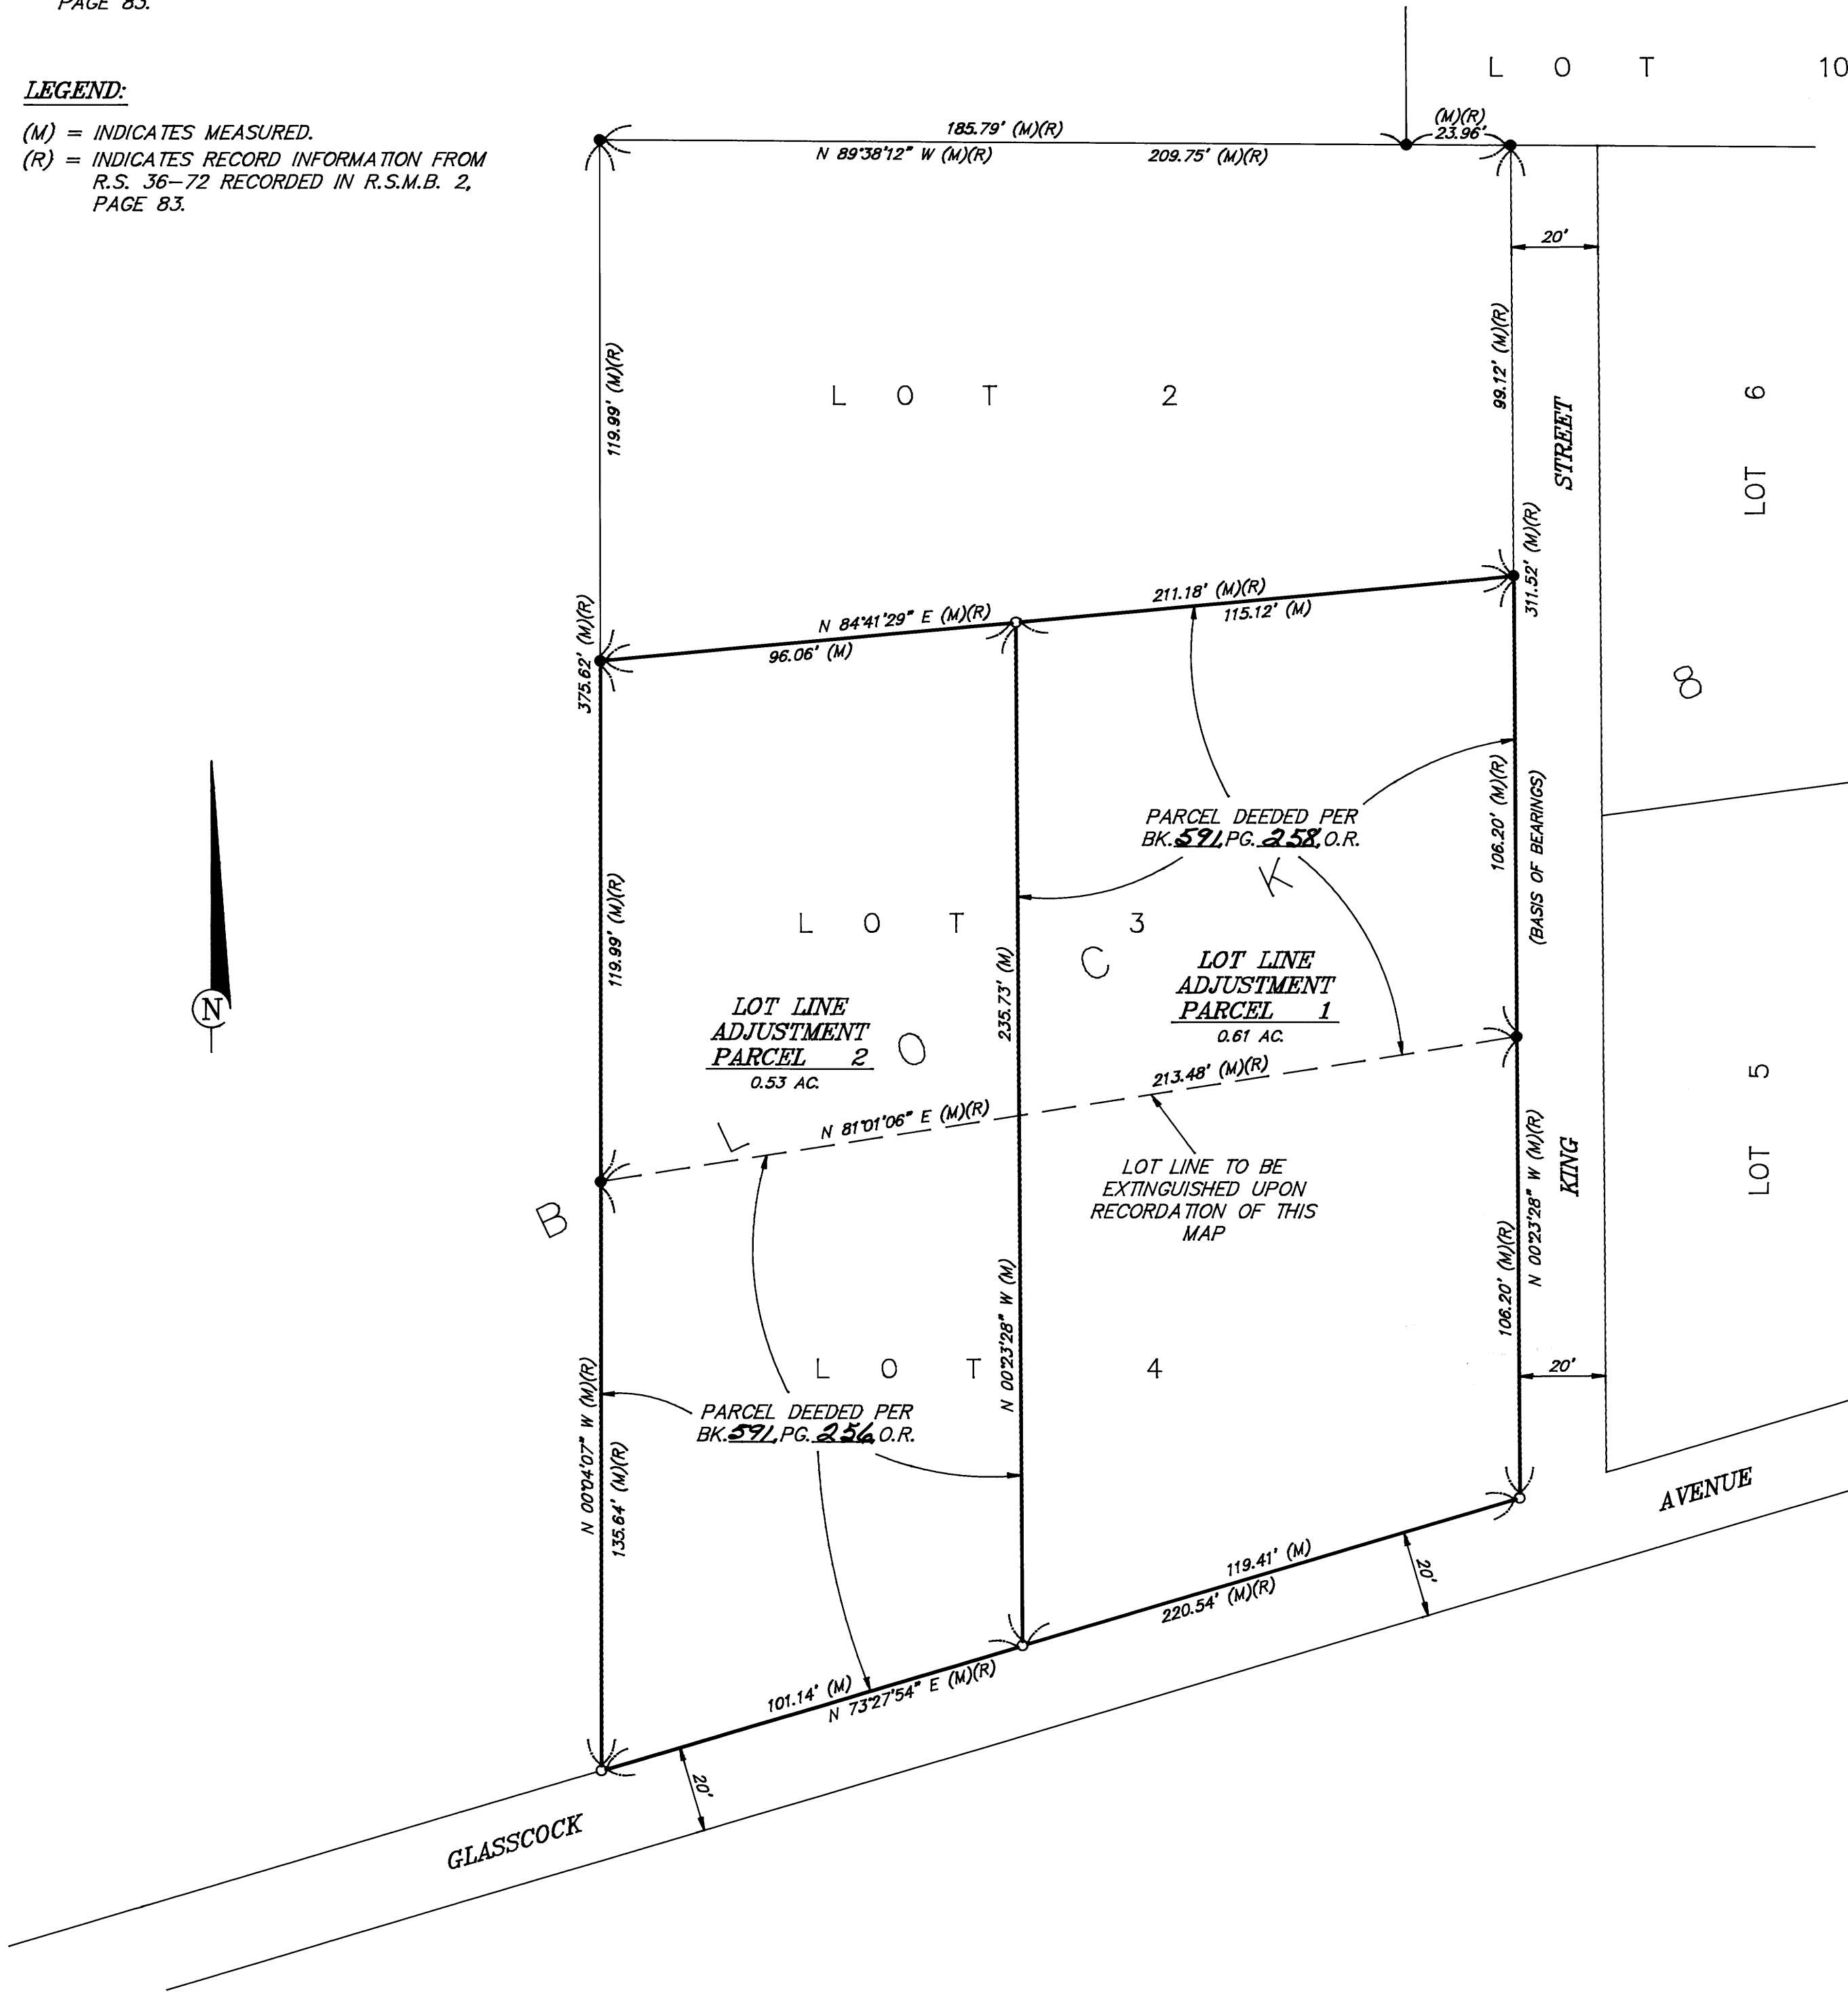 PAGE 83.
LEGEND:
(M) = INDICATES MEASURED.
(R) = INDICATES RECORD INFORMATION FROM
R.S. 36-72 RECORDED IN R.S.M.B. 2,
PAGE 83.
L O T 10
185.79' (M)(R)
(M)(R)
23.96'
N 89°38'12" W (M)(R)
209.75' (M)(R)
20'
119.99' (M)(R)
99.12' (M)(R)
L O T 2
STREET
LOT 6
311.52' (M)(R)
211.18' (M)(R)
N 84°41'29" E (M)(R)
115.12' (M)
96.06' (M)
375.62' (M)(R)
8
106.20' (M)(R)
(BASIS OF BEARINGS)
PARCEL DEEDED PER
BK. 591, PG. 258, O.R.
119.99' (M)(R)
L O T 3
235.73' (M)
B L O C K
LOT LINE
ADJUSTMENT
PARCEL 1
0.61 AC.
LOT LINE
ADJUSTMENT
PARCEL 2
0.53 AC.
N
213.48' (M)(R)
N 81°01'06" E (M)(R)
LOT LINE TO BE
EXTINGUISHED UPON
RECORDATION OF THIS
MAP
KING
LOT 5
N 00°23'28" W (M)(R)
106.20' (M)(R)
N 00°23'28" W (M)
L O T 4
20'
N 00°04'07" W (M)(R)
135.64' (M)(R)
PARCEL DEEDED PER
BK. 591, PG. 256, O.R.
AVENUE
119.41' (M)
220.54' (M)(R)
20'
101.14' (M)
N 73°27'54" E (M)(R)
20'
GLASSCOCK